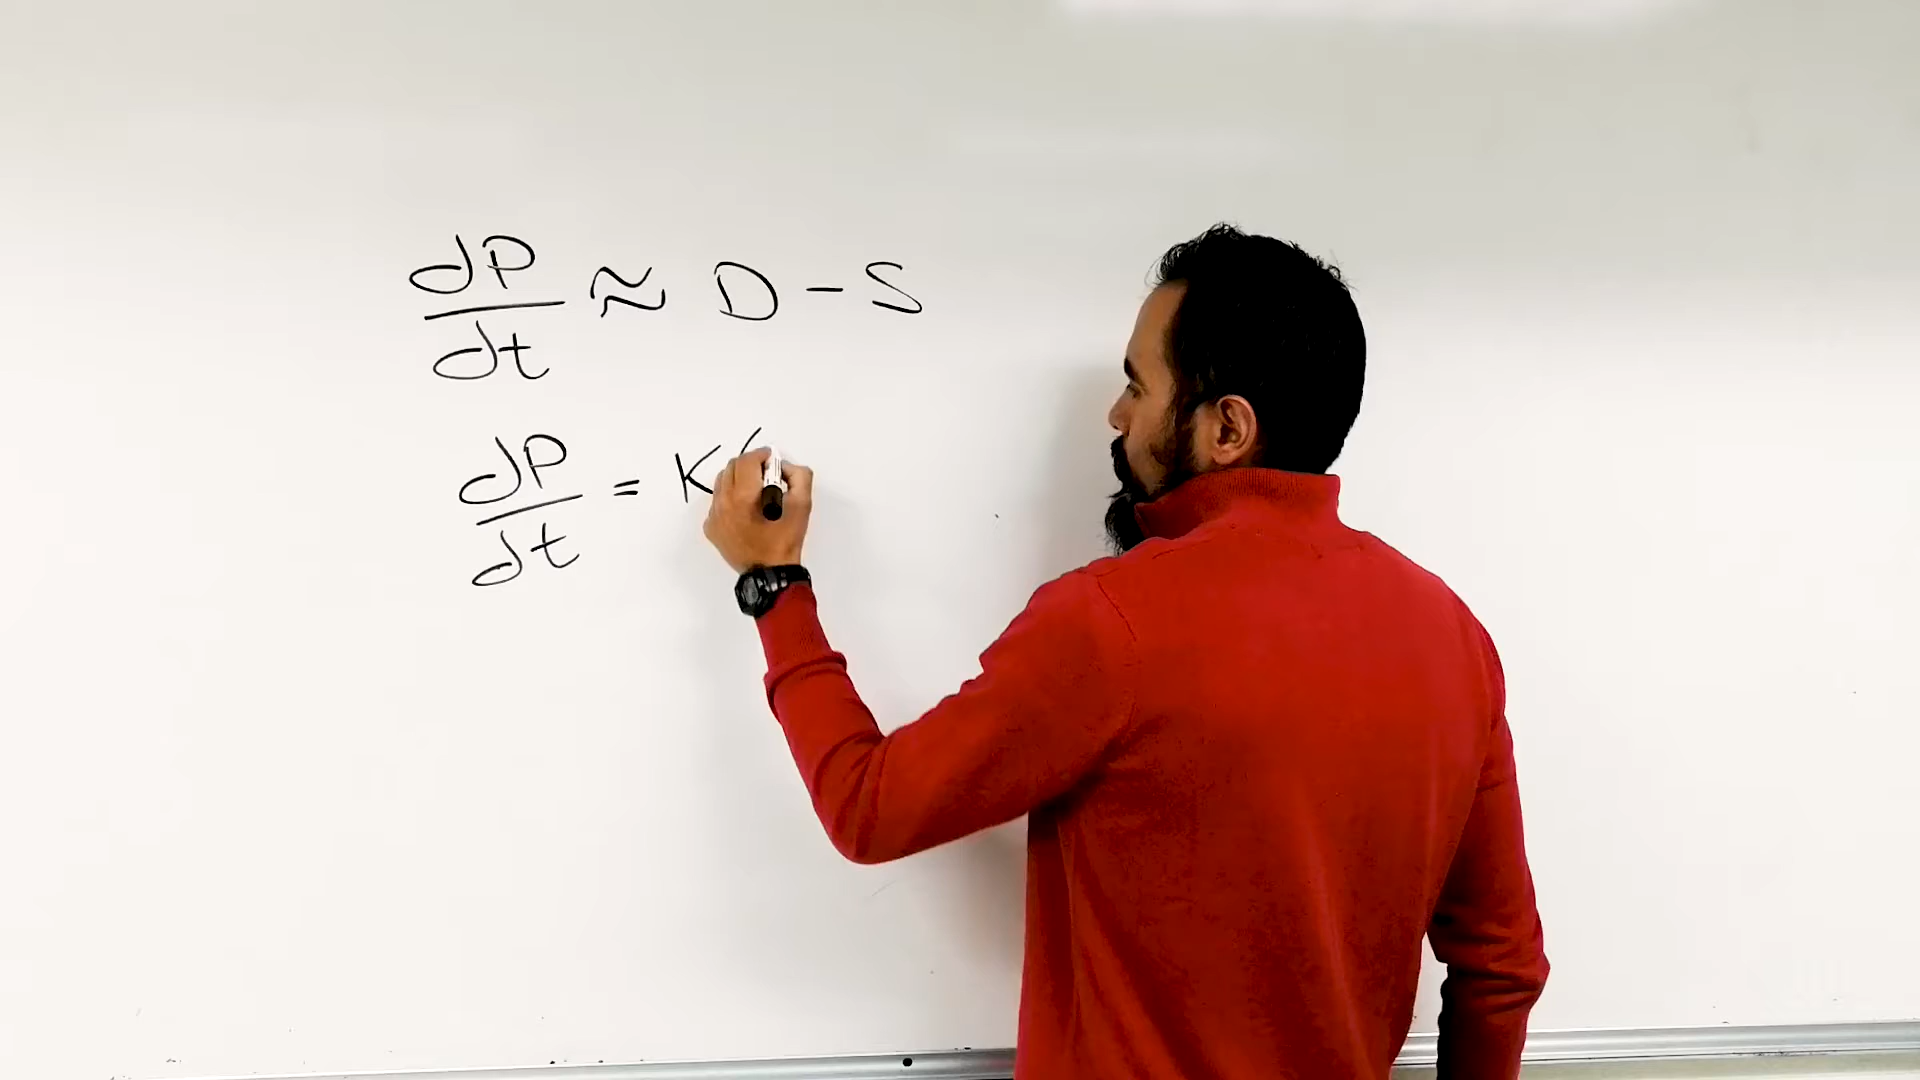 dP/dt ≈ D - S
dP/dt = K(